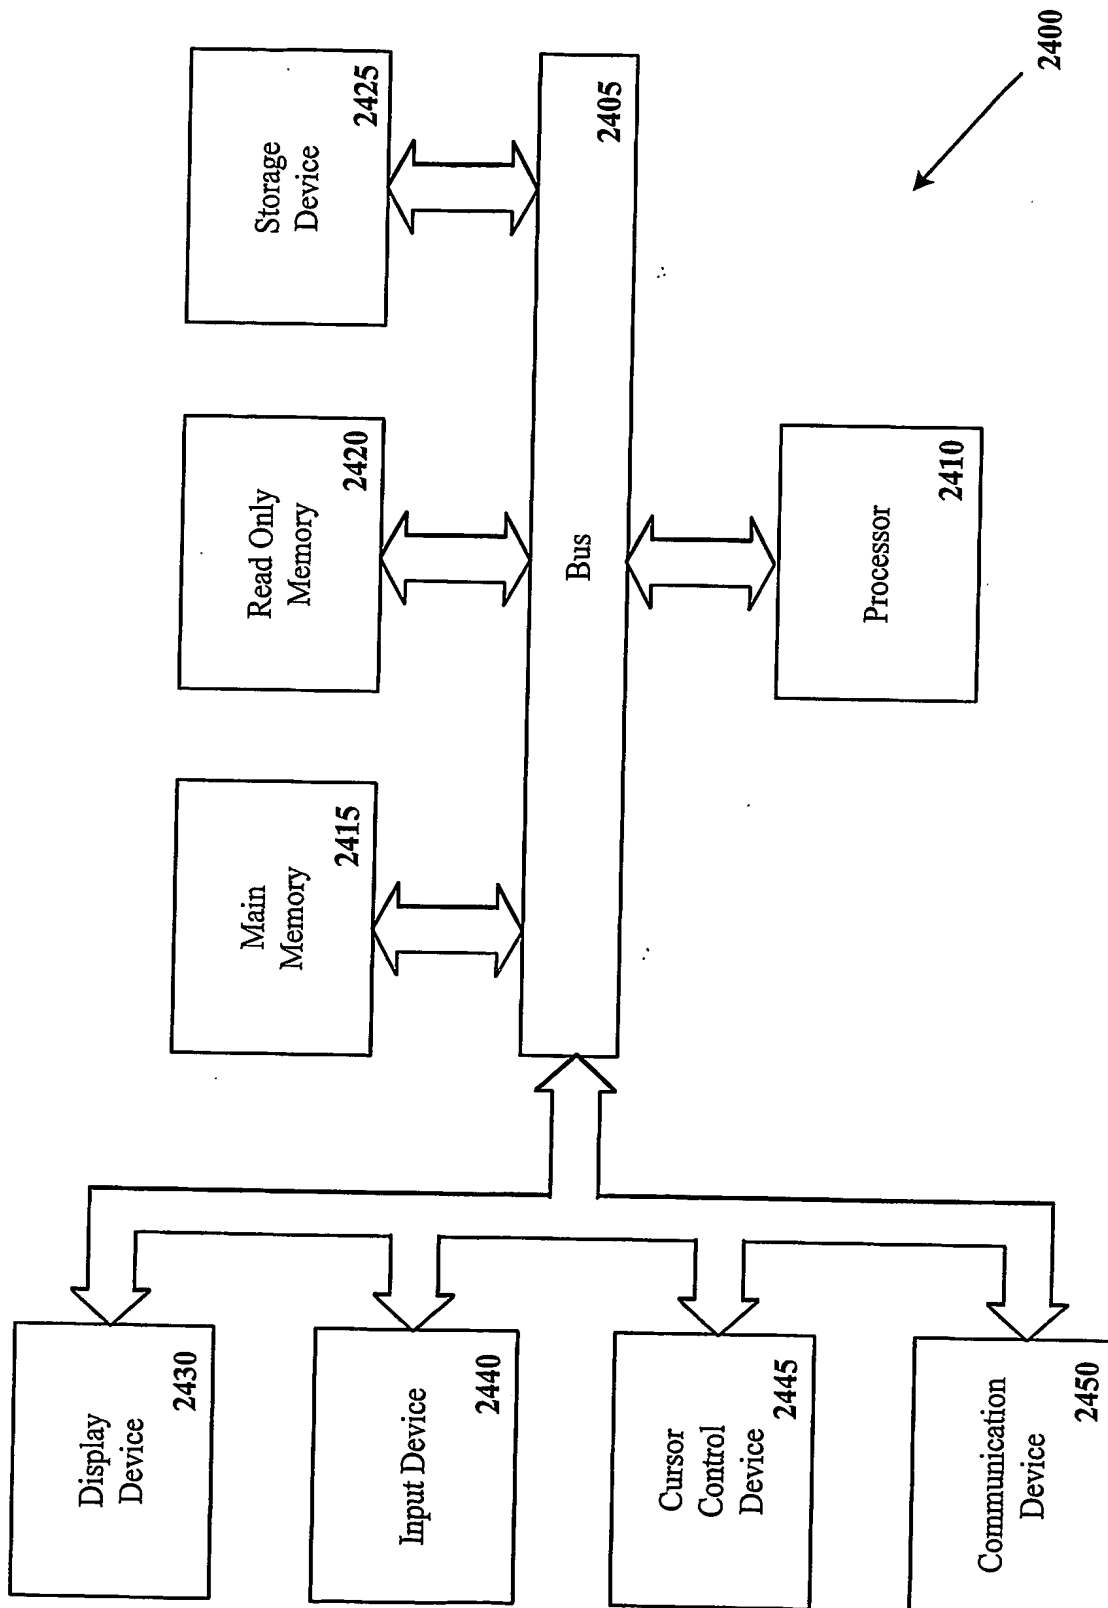 Display
Device
2430
Input Device
2440
Cursor
Control
Device
2445
Communication
Device
2450
Main
Memory
2415
Read Only
Memory
2420
Storage
Device
2425
Bus
2405
Processor
2410
2400